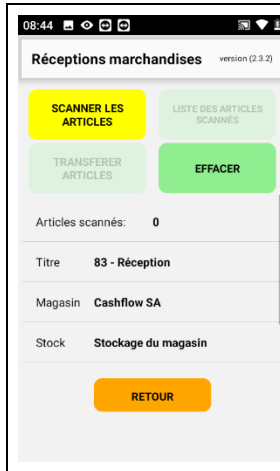 08:44
Réceptions marchandises version (2.3.2)
SCANNER LES
ARTICLES
LISTE DES ARTICLES
SCANNÉS
TRANSFERER
ARTICLES
EFFACER
Articles scannés: 0
Titre 83 - Réception
Magasin Cashflow SA
Stock Stockage du magasin
RETOUR